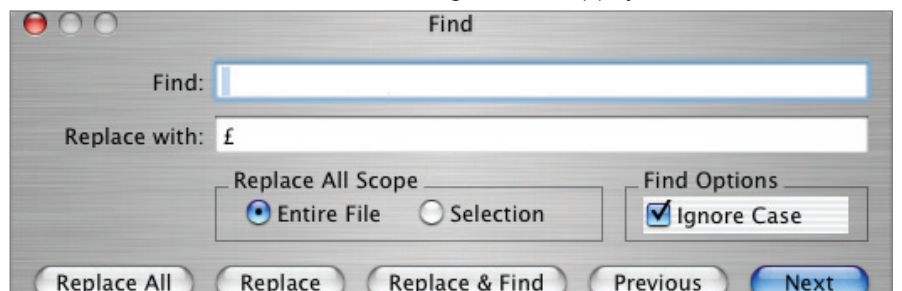 Find
Find:
Replace with: £
Replace All Scope Find Options
Entire File Selection Ignore Case
Replace All Replace Replace & Find Previous Next